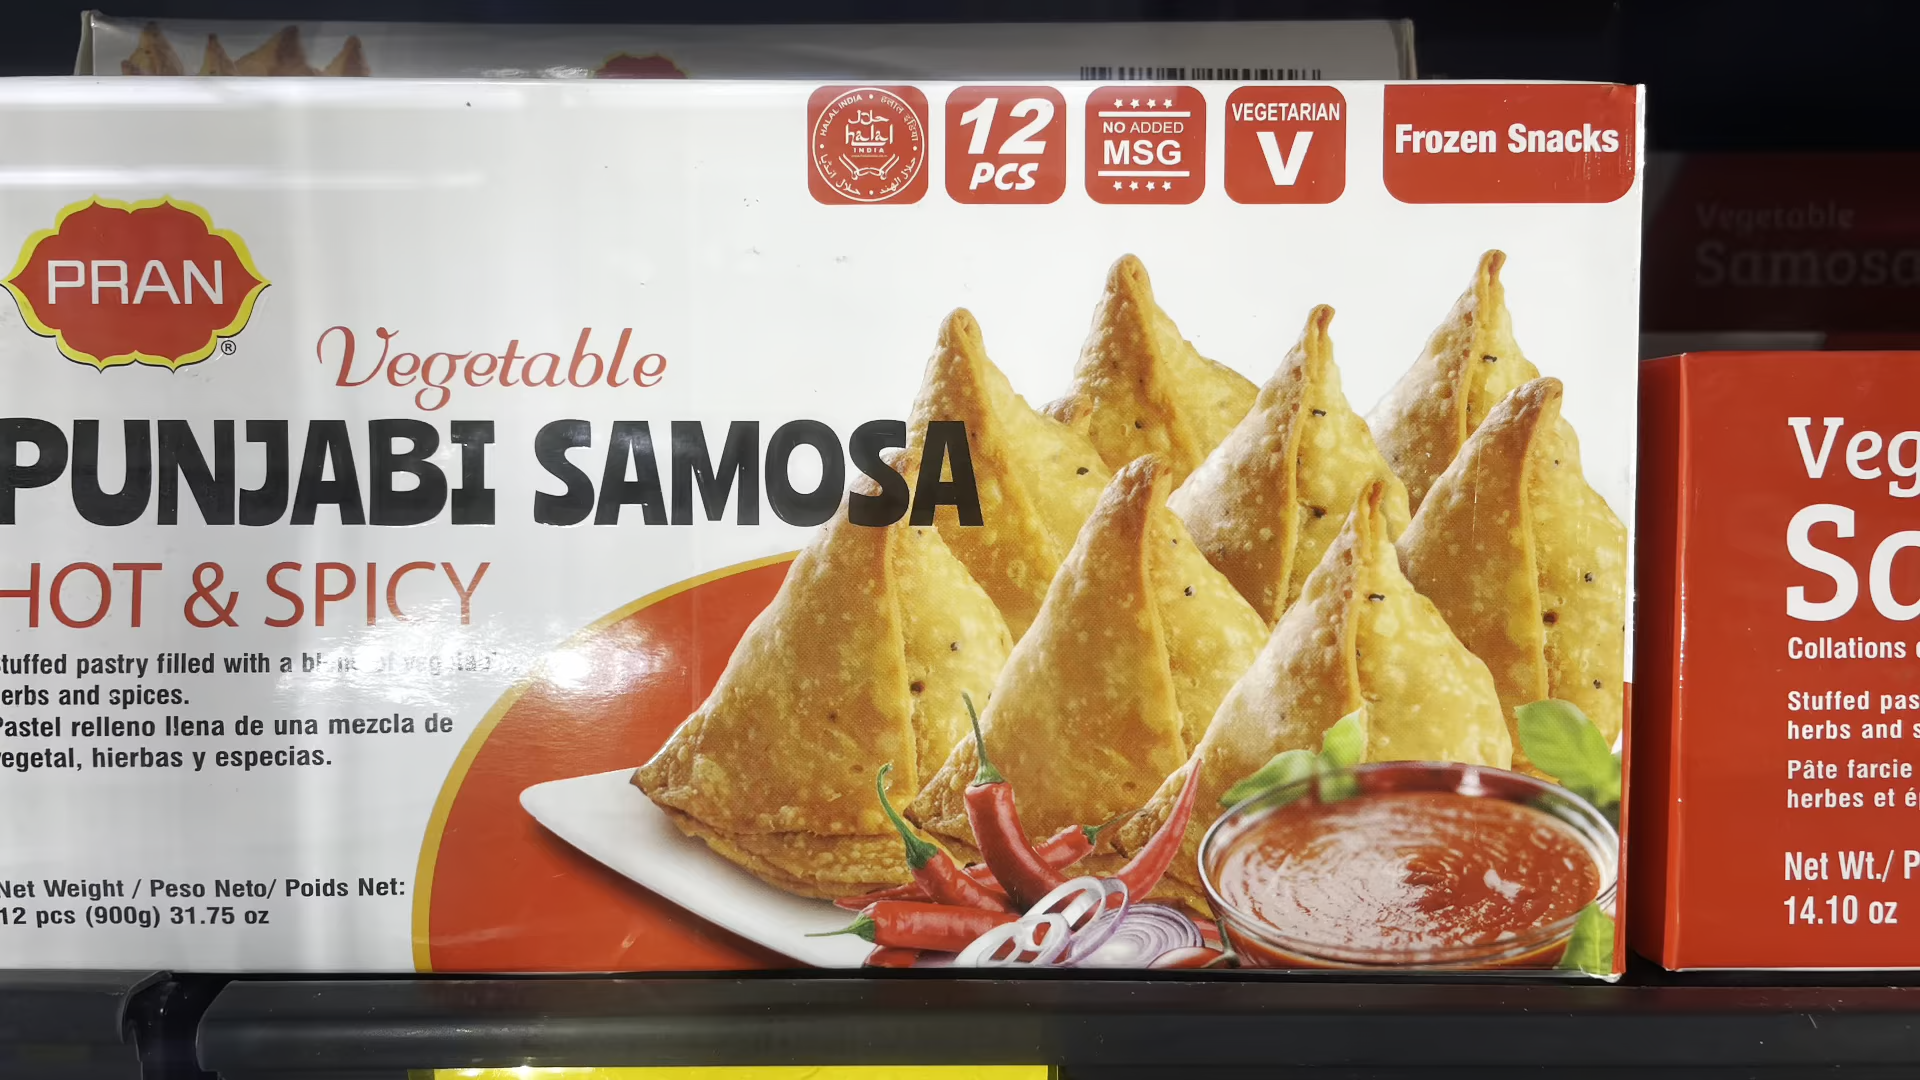 HALAL INDIA
حلال
halal
INDIA
12
PCS
NO ADDED
MSG
VEGETARIAN
V
Frozen Snacks
PRAN
®
Vegetable
PUNJABI SAMOSA
HOT & SPICY
tuffed pastry filled with a
erbs and spices.
Pastel relleno llena de una mezcla de
egetal, hierbas y especias.
Net Weight / Peso Neto/ Poids Net:
12 pcs (900g) 31.75 oz
Vegetable
Samosa
Veg
Sa
Collations
Stuffed pas
herbs and s
Pâte farcie
herbes et é
Net Wt./ P
14.10 oz